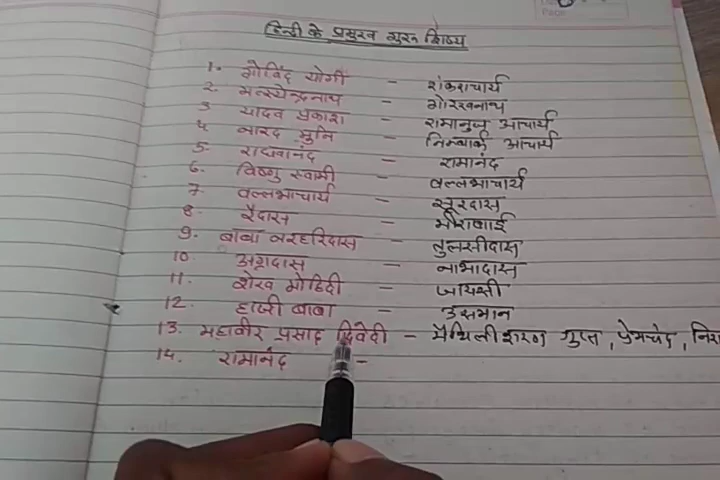 हिन्दी के प्रमुख गुरु शिष्य
1. गोविंद योगी - शंकराचार्य
2. मत्स्येन्द्रनाथ - गोरखनाथ
3 यादव प्रकाश - रामानुज आचार्य
4 नारद मुनि - निम्बार्क आचार्य
5. राघवानंद - रामानंद
6. विष्णु स्वामी - वल्लभाचार्य
7. वल्लभाचार्य - सूरदास
8. रैदास - मीराबाई
9. बाबा नरहरिदास - तुलसीदास
10. अग्रदास - नाभादास
11. शेख मोहिदी - जायसी
12. हाजी बाबा - उसमान
13. महावीर प्रसाद द्विवेदी - मैथिलीशरण गुप्त, प्रेमचंद,
14. रामानंद -